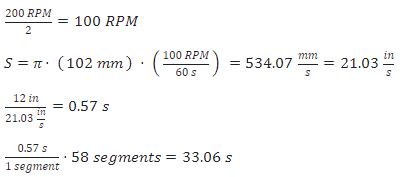 200 RPM / 2 = 100 RPM
S = π · (102 mm) · (100 RPM / 60 s) = 534.07 mm/s = 21.03 in/s
12 in / 21.03 in/s = 0.57 s
0.57 s / 1 segment · 58 segments = 33.06 s